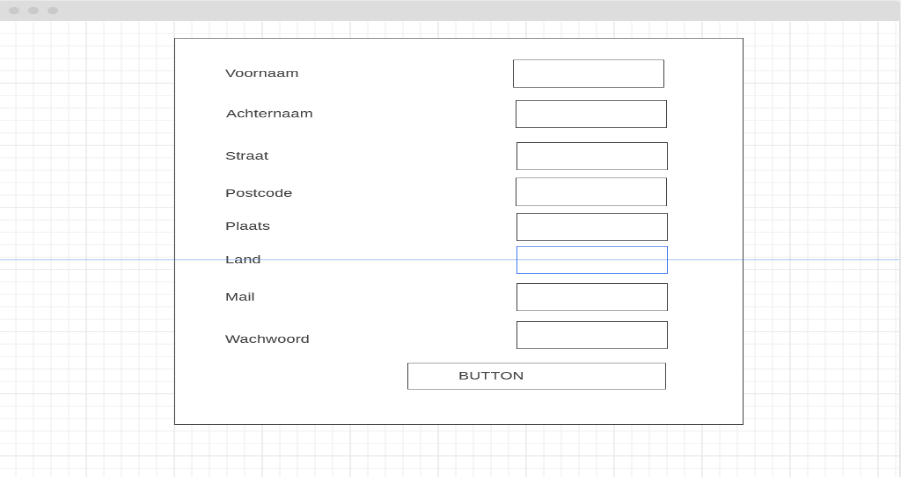 Voornaam
Achternaam
Straat
Postcode
Plaats
Land
Mail
Wachwoord
BUTTON